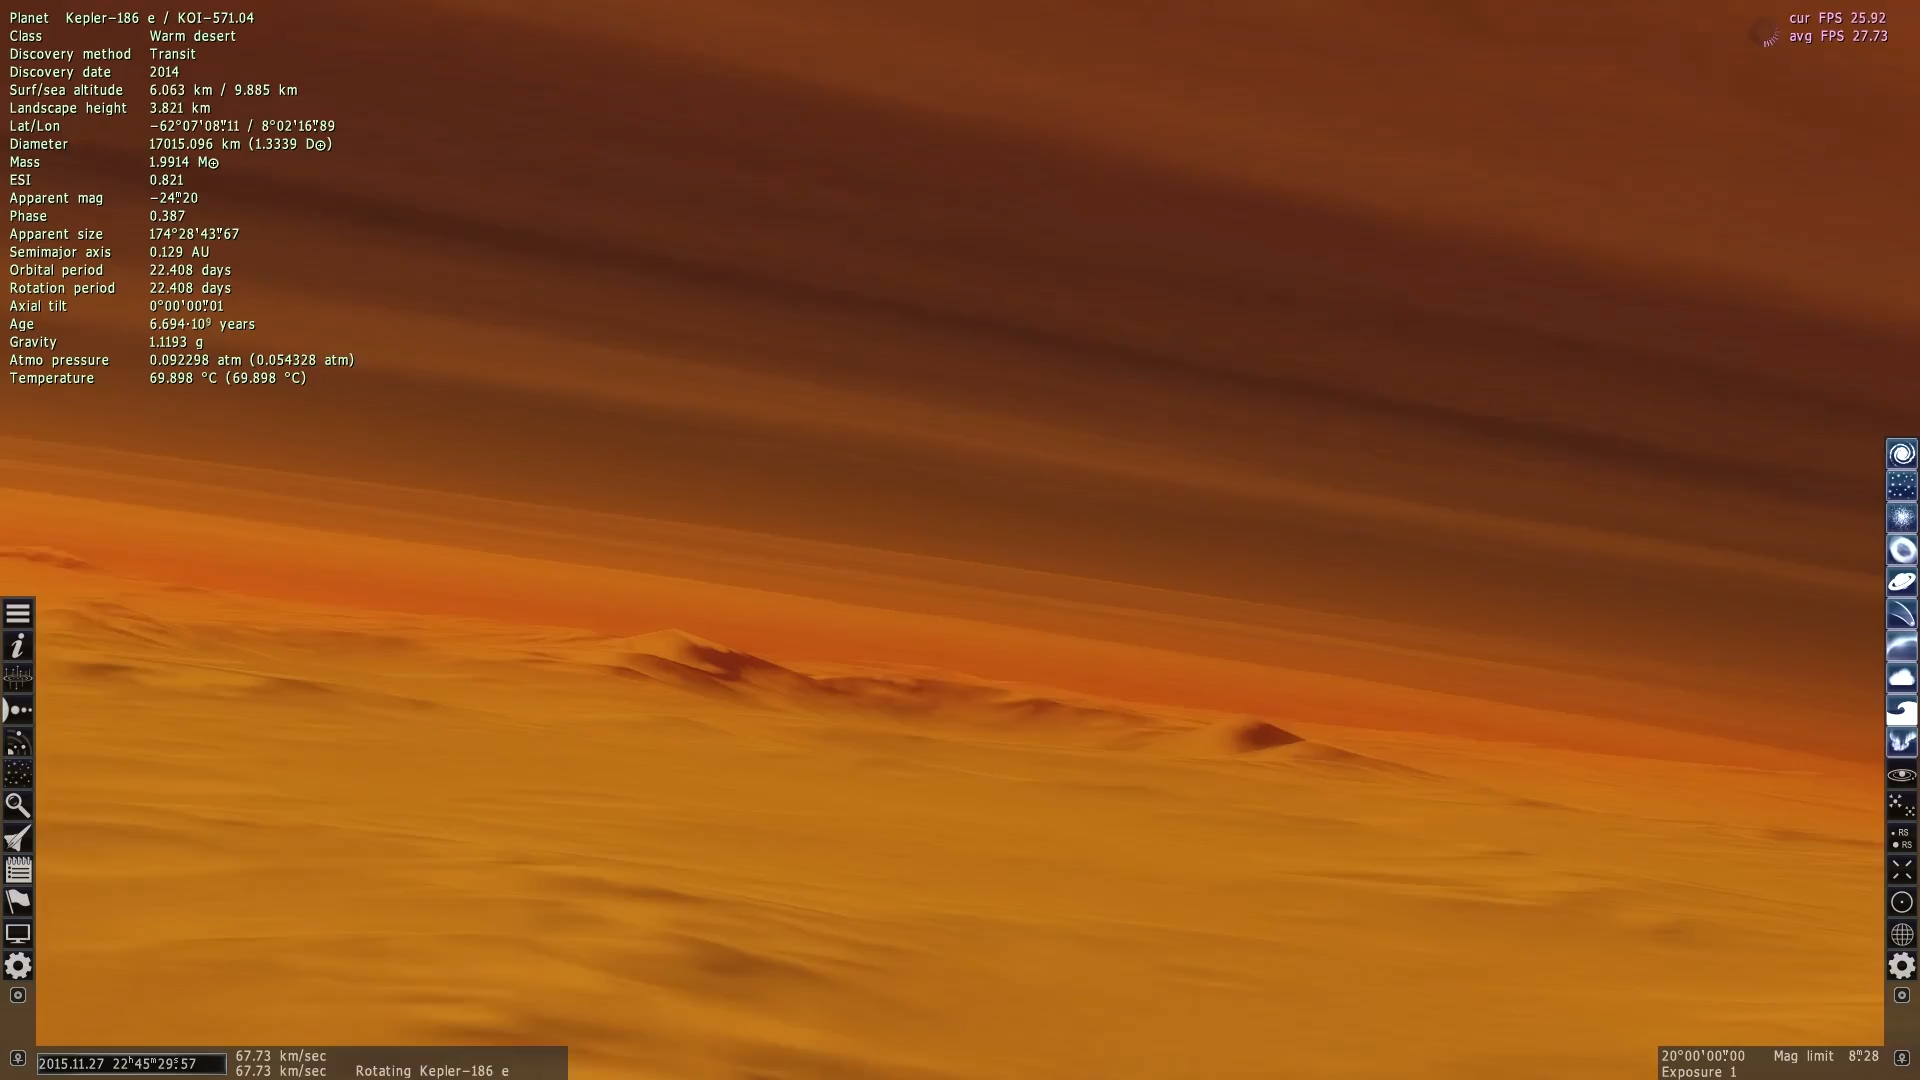 Planet Kepler-186 e / KOI-571.04
Class Warm desert
Discovery method Transit
Discovery date 2014
Surf/sea altitude 6.063 km / 9.885 km
Landscape height 3.821 km
Lat/Lon -62°07'08"11 / 8°02'16"89
Diameter 17015.096 km (1.3339 D⊕)
Mass 1.9914 M⊕
ESI 0.821
Apparent mag -24ᵐ20
Phase 0.387
Apparent size 174°28'43"67
Semimajor axis 0.129 AU
Orbital period 22.408 days
Rotation period 22.408 days
Axial tilt 0°00'00"01
Age 6.694·10⁹ years
Gravity 1.1193 g
Atmo pressure 0.092298 atm (0.054328 atm)
Temperature 69.898 °C (69.898 °C)
cur FPS 25.92
avg FPS 27.73
RS
RS
2015.11.27 22ʰ45ᵐ29ˢ57
67.73 km/sec
67.73 km/sec Rotating Kepler-186 e
20°00'00"00 Mag limit 8ᵐ28
Exposure 1